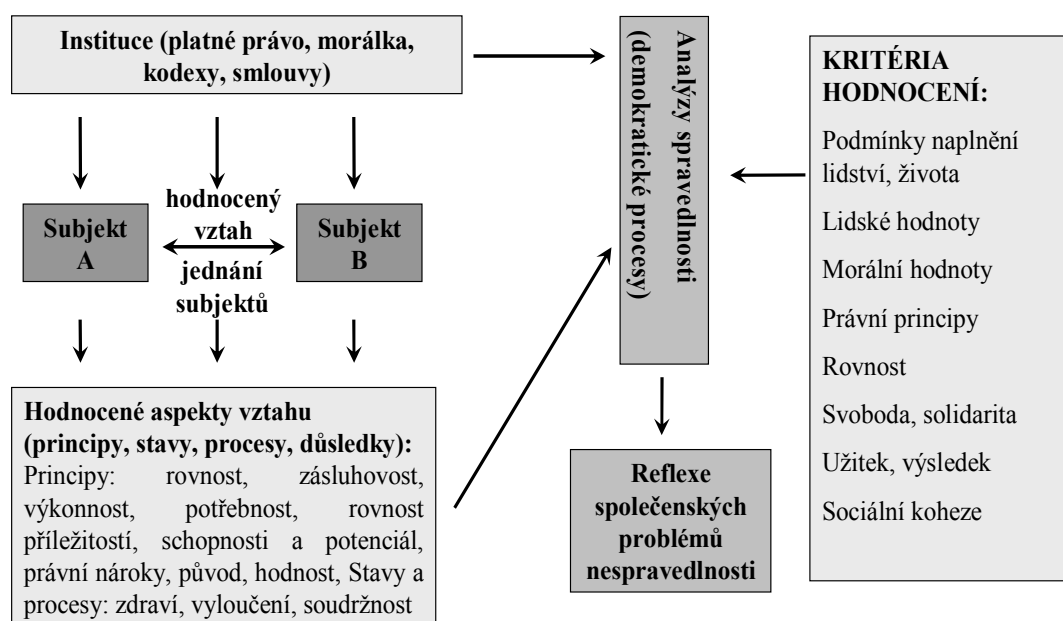 Instituce (platné právo, morálka,
kodexy, smlouvy)
Subjekt
A
hodnocený
vztah
jednání
subjektů
Subjekt
B
Hodnocené aspekty vztahu
(principy, stavy, procesy, důsledky):
Principy: rovnost, zásluhovost,
výkonnost, potřebnost, rovnost
příležitostí, schopnosti a potenciál,
právní nároky, původ, hodnost, Stavy a
procesy: zdraví, vyloučení, soudržnost
Analýzy spravedlnosti
(demokratické procesy)
Reflexe
společenských
problémů
nespravedlnosti
KRITÉRIA
HODNOCENÍ:
Podmínky naplnění
lidství, života
Lidské hodnoty
Morální hodnoty
Právní principy
Rovnost
Svoboda, solidarita
Užitek, výsledek
Sociální koheze